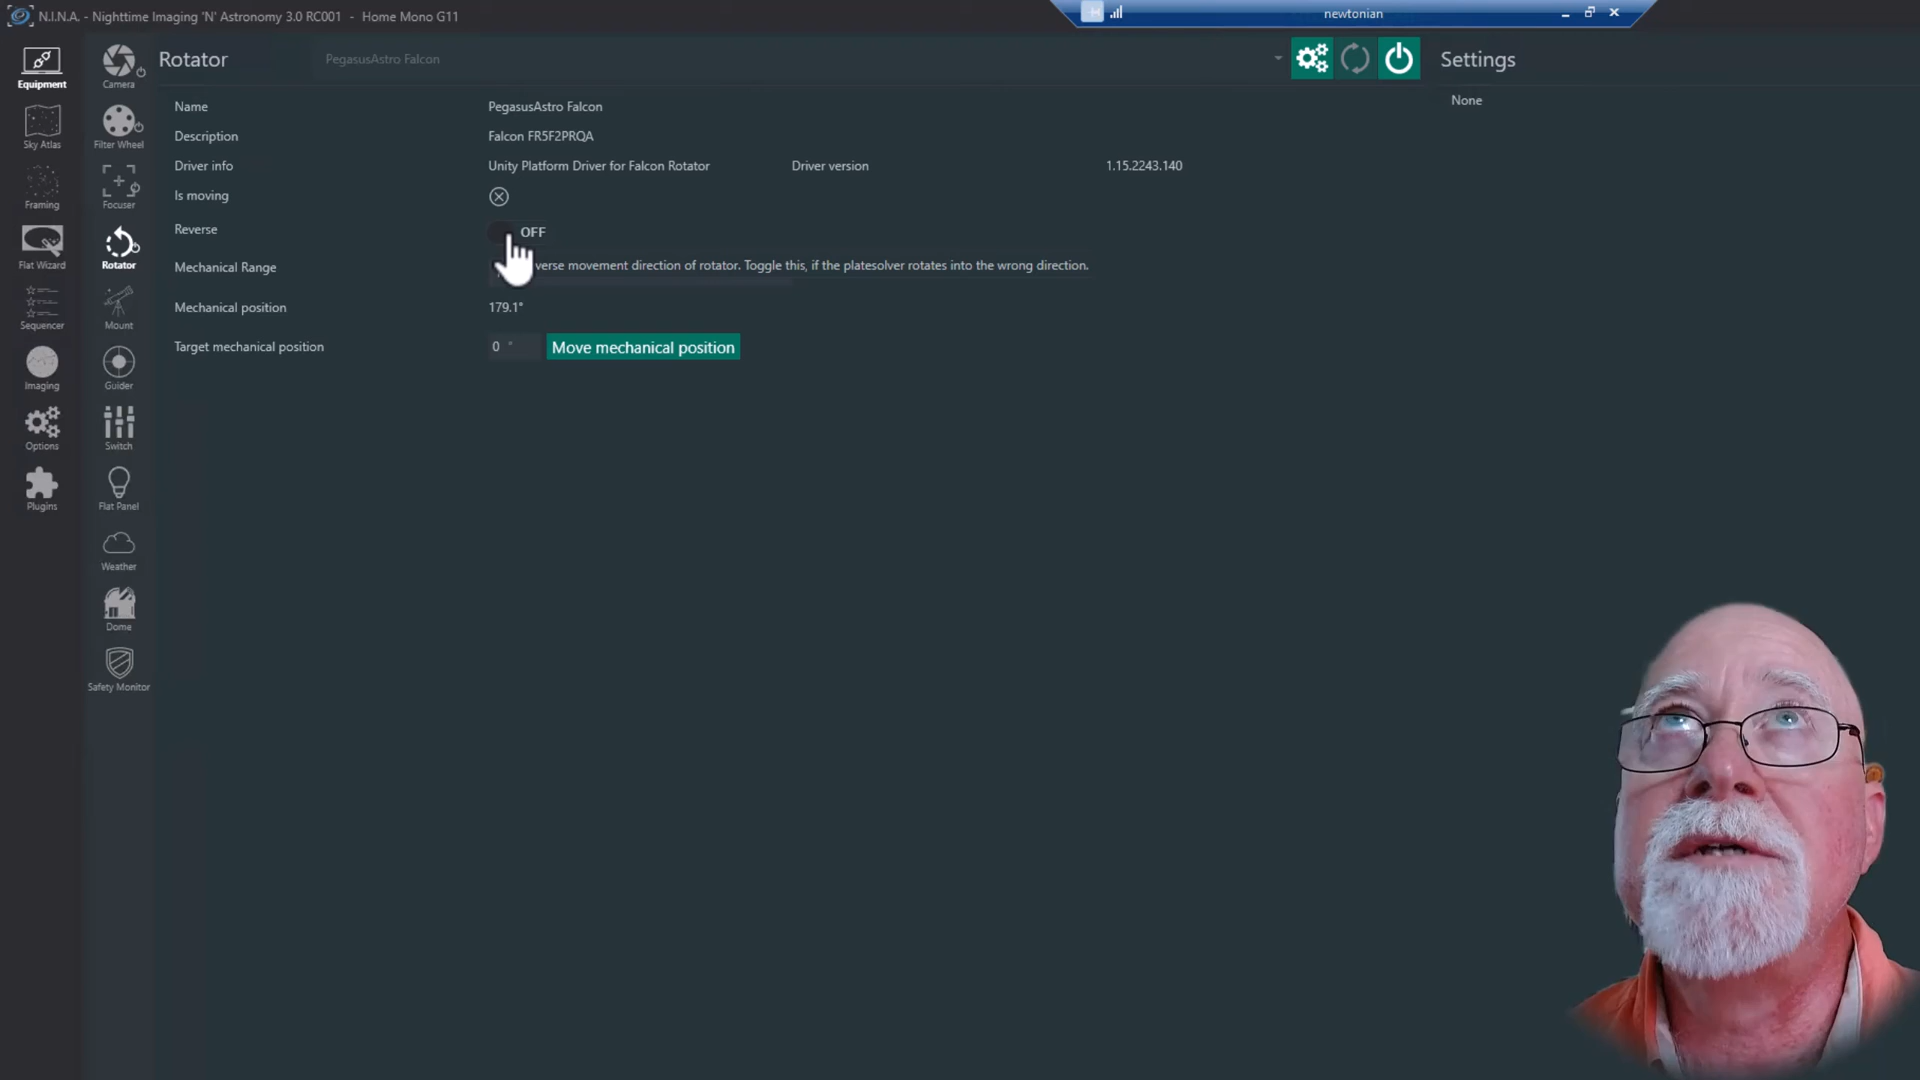 N.I.N.A. - Nighttime Imaging 'N' Astronomy 3.0 RC001 - Home Mono G11
newtonian
Equipment
Sky Atlas
Framing
Flat Wizard
Sequencer
Imaging
Options
Plugins
Camera
Filter Wheel
Focuser
Rotator
Mount
Guider
Switch
Flat Panel
Weather
Dome
Safety Monitor
Rotator PegasusAstro Falcon
Name PegasusAstro Falcon
Description Falcon FR5F2PRQA
Driver info Unity Platform Driver for Falcon Rotator Driver version 1.15.2243.140
Is moving
Reverse OFF
Mechanical Range movement direction of rotator. Toggle this, if the platesolver rotates into the wrong direction.
Mechanical position 179.1°
Target mechanical position 0 ° Move mechanical position
Settings
None